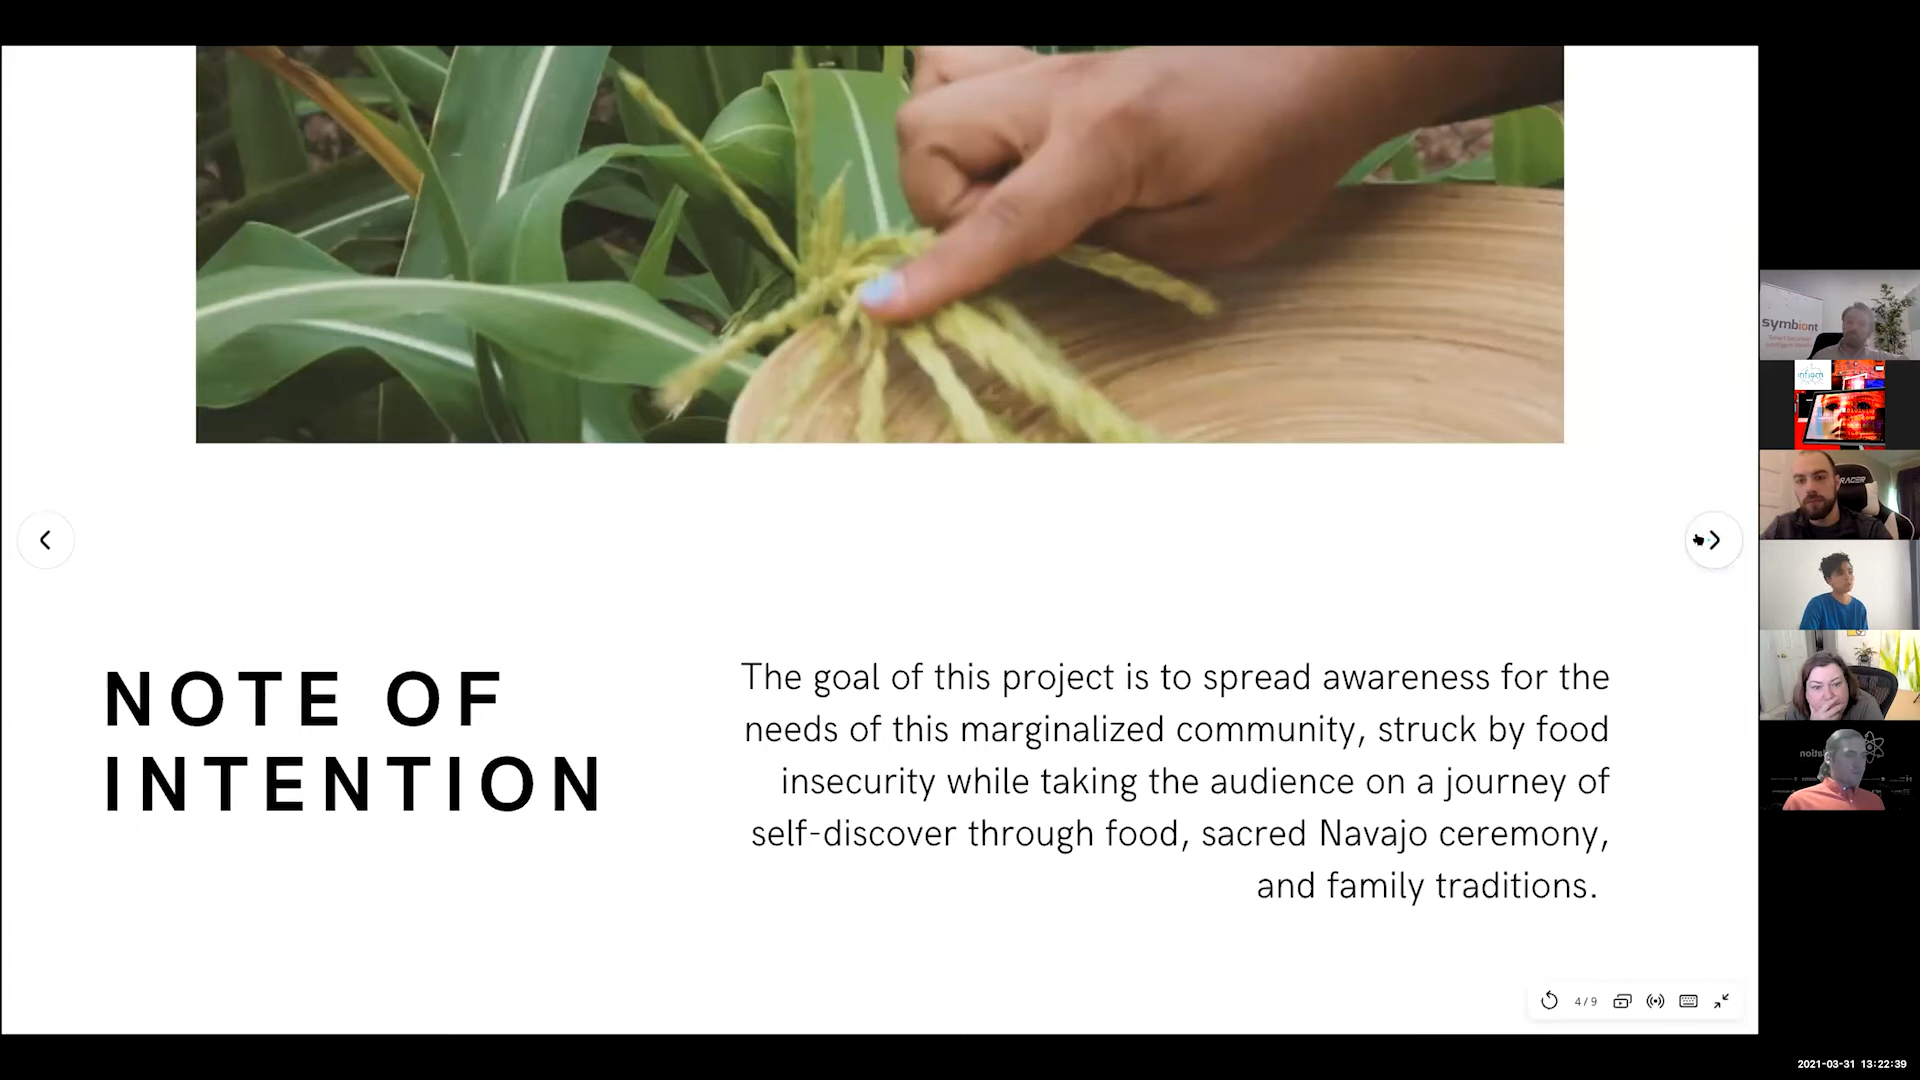 NOTE OF
INTENTION
The goal of this project is to spread awareness for the
needs of this marginalized community, struck by food
insecurity while taking the audience on a journey of
self-discover through food, sacred Navajo ceremony,
and family traditions.
4/9
symbiont
RACER
2021-03-31 13:22:39